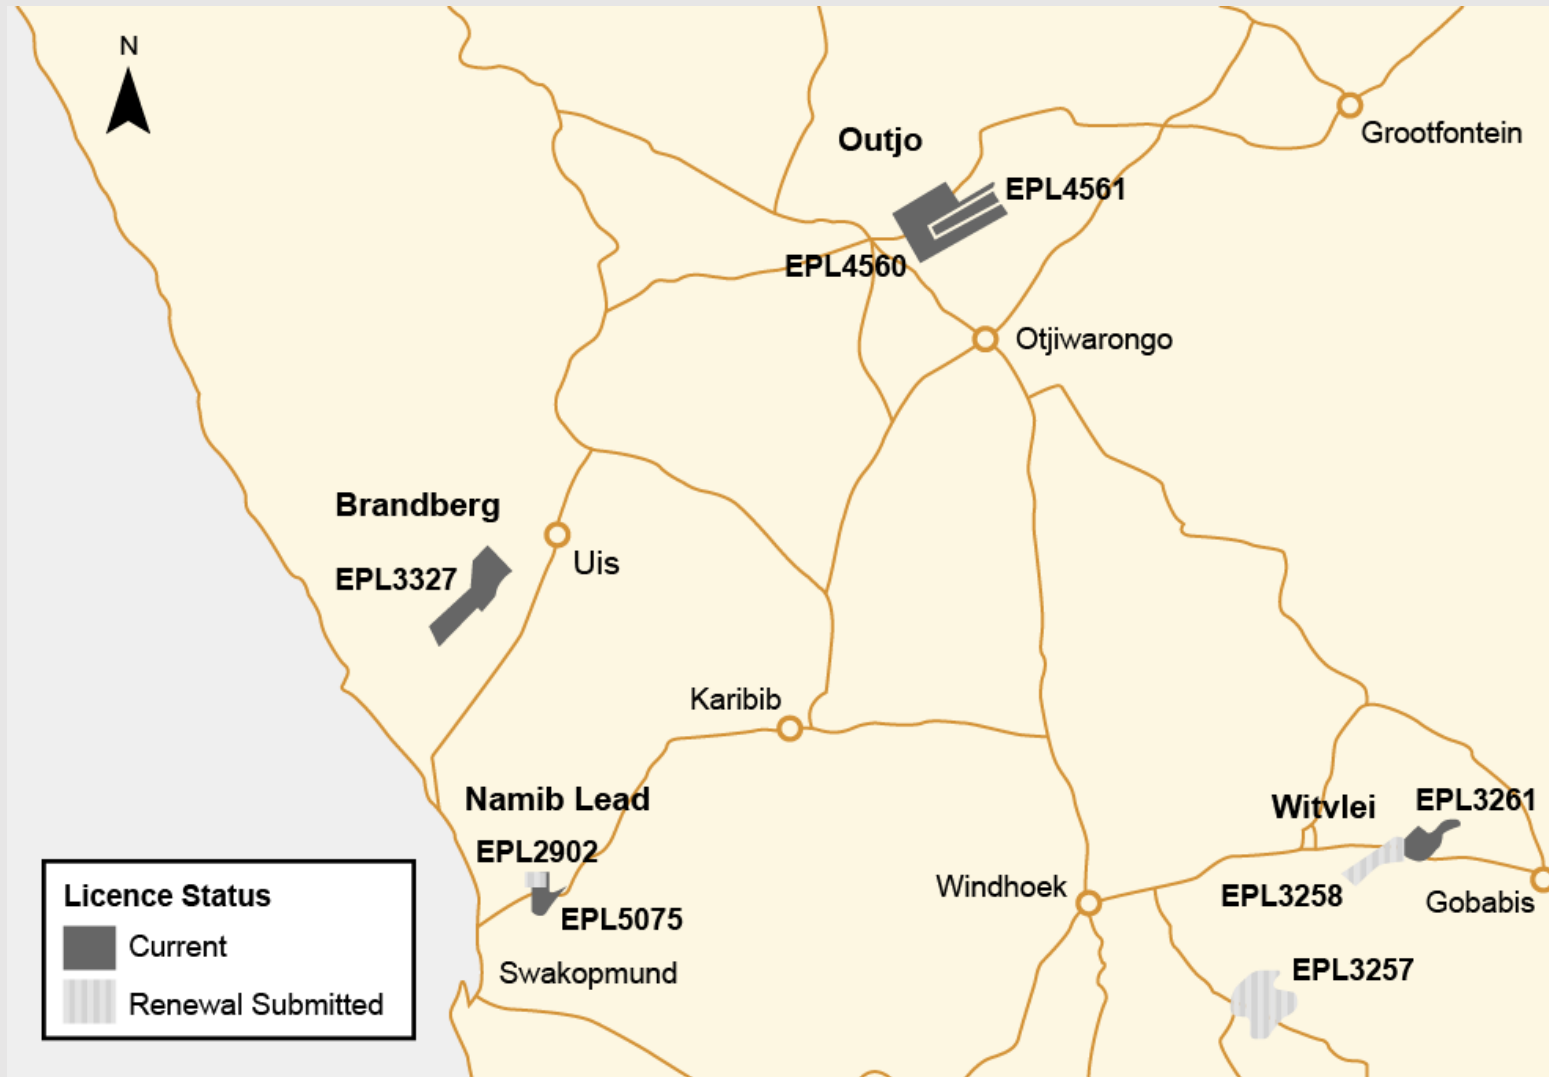 N
Outjo
Grootfontein
EPL4561
EPL4560
Otjiwarongo
Brandberg
EPL3327
Uis
Karibib
Namib Lead
EPL2902
EPL5075
Swakopmund
Witvlei
EPL3261
Windhoek
EPL3258
Gobabis
EPL3257
Licence Status
Current
Renewal Submitted